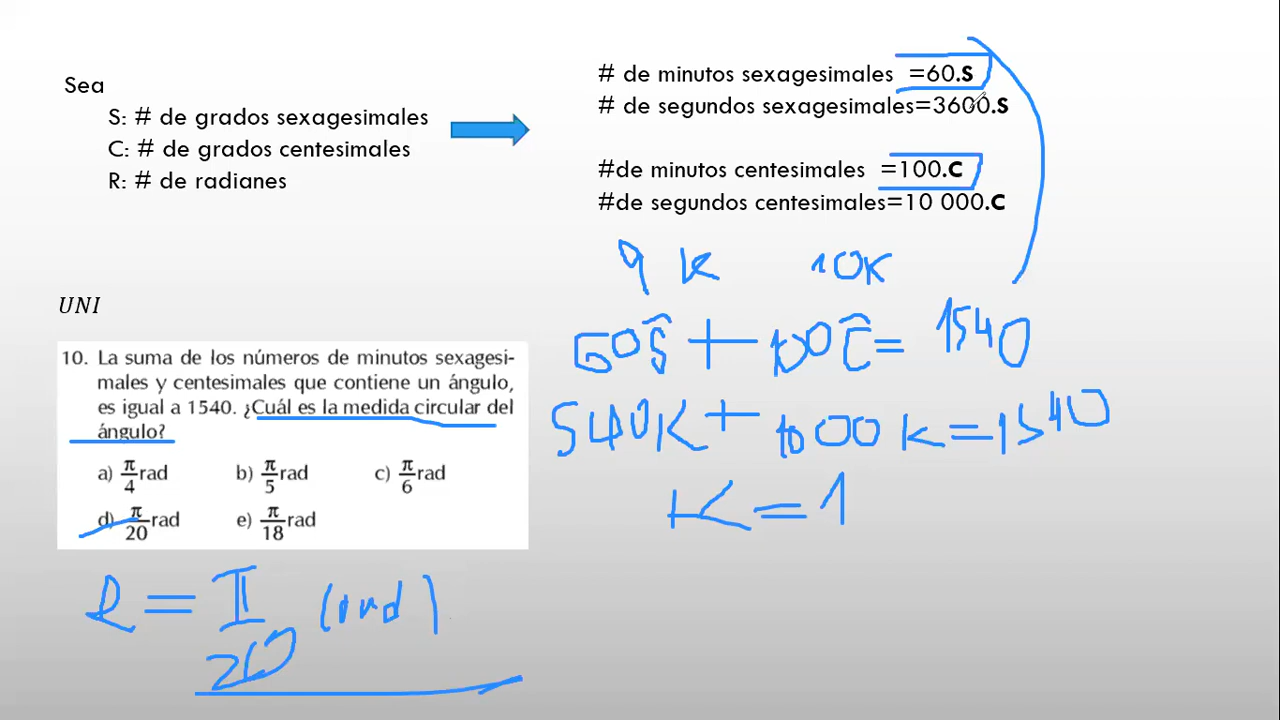 Sea
S: # de grados sexagesimales
C: # de grados centesimales
R: # de radianes
# de minutos sexagesimales =60.S
# de segundos sexagesimales=3600.S
#de minutos centesimales =100.C
#de segundos centesimales=10 000.C
9 K 10K
60S + 100C = 1540
540K + 1000K = 1540
K = 1
UNI
10. La suma de los números de minutos sexagesi-
males y centesimales que contiene un ángulo,
es igual a 1540. ¿Cuál es la medida circular del
ángulo?
a) π/4 rad b) π/5 rad c) π/6 rad
d) π/20 rad e) π/18 rad
R = π/20 (rad)